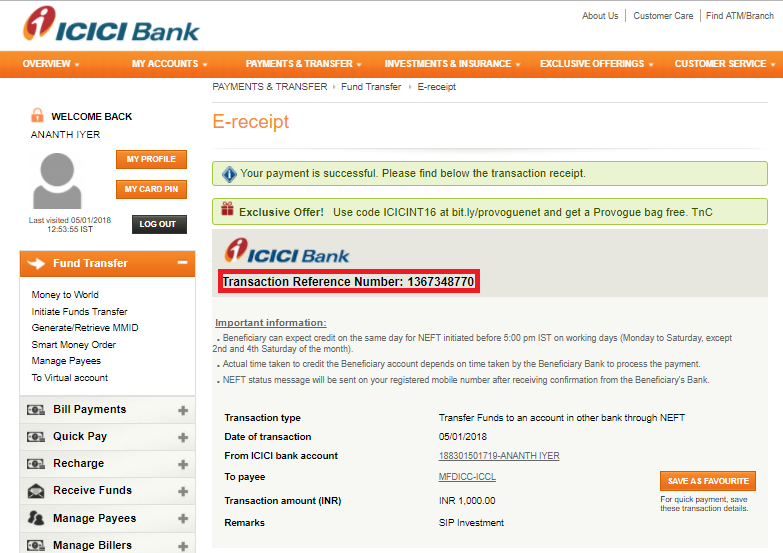 ICICI Bank
About Us | Customer Care | Find ATM/Branch
OVERVIEW MY ACCOUNTS PAYMENTS & TRANSFER INVESTMENTS & INSURANCE EXCLUSIVE OFFERINGS CUSTOMER SERVICE
PAYMENTS & TRANSFER › Fund Transfer › E-receipt
WELCOME BACK
ANANTH IYER
MY PROFILE
MY CARD PIN
Last visited 05/01/2018
12:53:55 IST
LOG OUT
Fund Transfer
Money to World
Initiate Funds Transfer
Generate/Retrieve MMID
Smart Money Order
Manage Payees
To Virtual account
Bill Payments
Quick Pay
Recharge
Receive Funds
Manage Payees
Manage Billers
E-receipt
Your payment is successful. Please find below the transaction receipt.
Exclusive Offer! Use code ICICINT16 at bit.ly/provoguenet and get a Provogue bag free. TnC
ICICI Bank
Transaction Reference Number: 1367348770
Important information:
• Beneficiary can expect credit on the same day for NEFT initiated before 5:00 pm IST on working days (Monday to Saturday, except
2nd and 4th Saturday of the month).
• Actual time taken to credit the Beneficiary account depends on time taken by the Beneficiary Bank to process the payment.
• NEFT status message will be sent on your registered mobile number after receiving confirmation from the Beneficiary's Bank.
Transaction type Transfer Funds to an account in other bank through NEFT
Date of transaction 05/01/2018
From ICICI bank account 188301501719-ANANTH IYER
To payee MFDICC-ICCL
Transaction amount (INR) INR 1,000.00
Remarks SIP Investment
SAVE AS FAVOURITE
For quick payment, save
these transaction details.